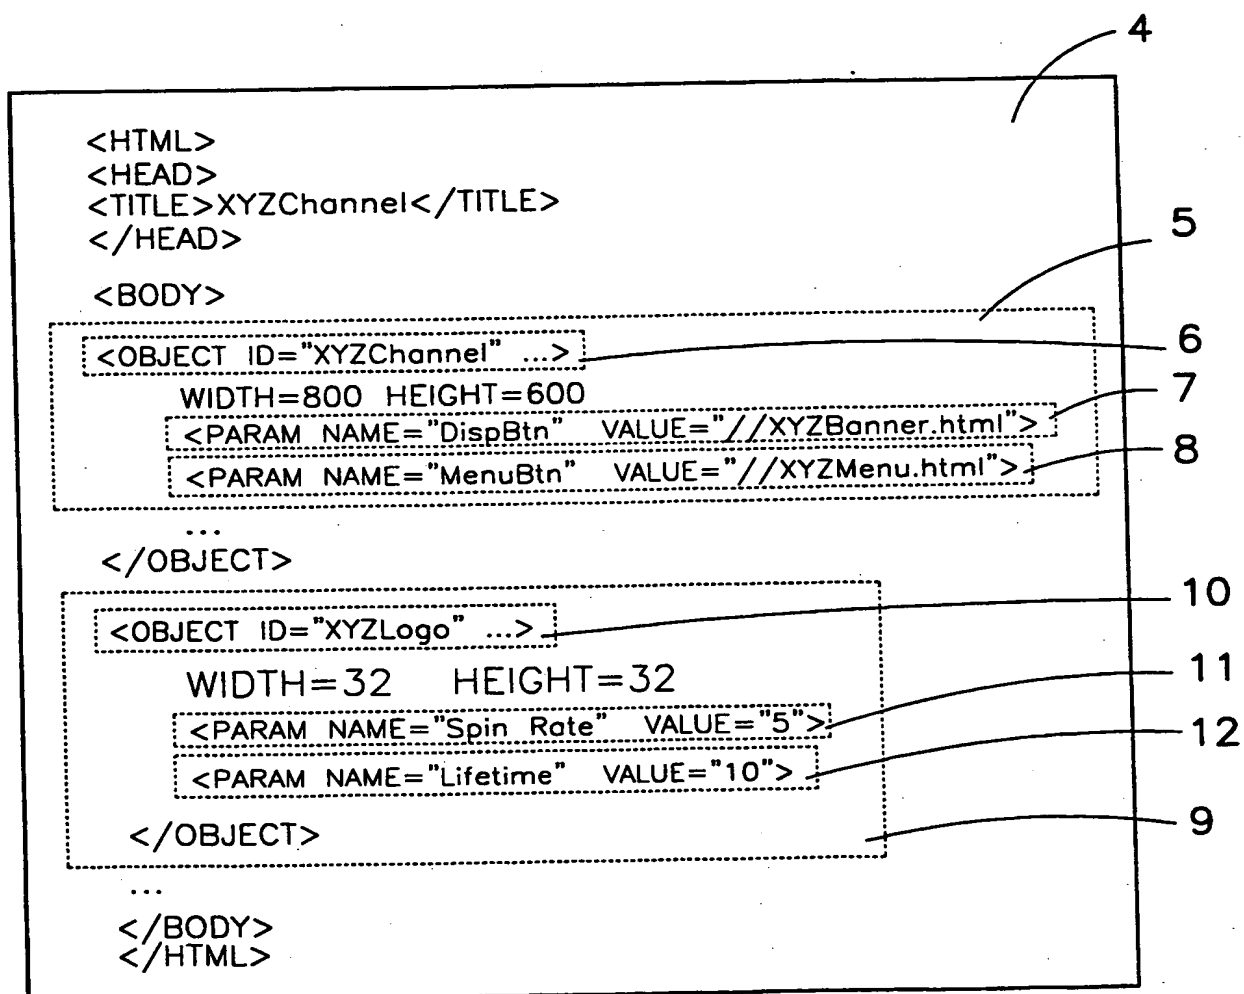 4
<HTML>
<HEAD>
<TITLE>XYZChannel</TITLE>
</HEAD>
5
<BODY>
<OBJECT ID="XYZChannel" ...> 6
WIDTH=800 HEIGHT=600
<PARAM NAME="DispBtn" VALUE="//XYZBanner.html"> 7
<PARAM NAME="MenuBtn" VALUE="//XYZMenu.html"> 8
...
</OBJECT>
<OBJECT ID="XYZLogo" ...> 10
WIDTH=32 HEIGHT=32
<PARAM NAME="Spin Rate" VALUE="5"> 11
<PARAM NAME="Lifetime" VALUE="10"> 12
</OBJECT> 9
...
</BODY>
</HTML>